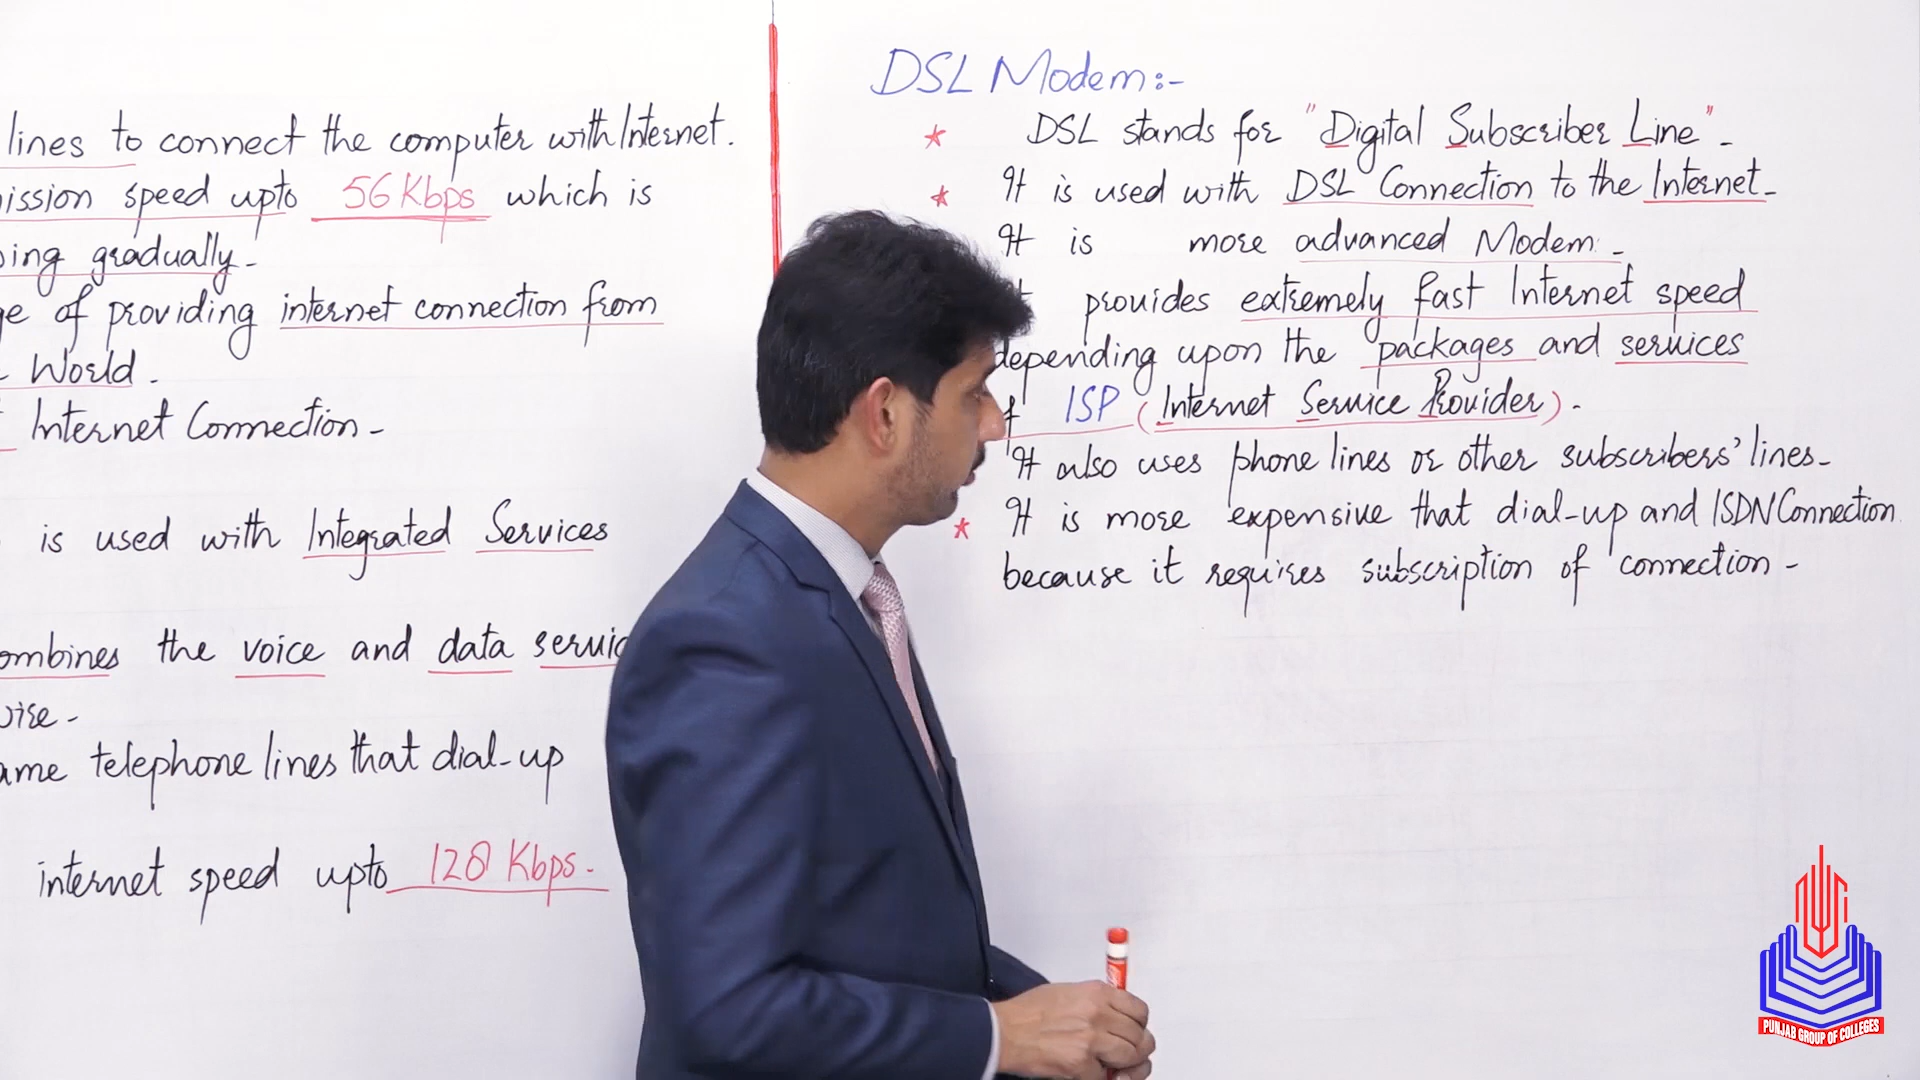 lines to connect the computer with Internet.
ission speed upto 56 Kbps which is
ing gradually-
of providing internet connection from
World.
Internet Connection-
is used with Integrated Services
ombines the voice and data servic
ame telephone lines that dial-up
internet speed upto 128 Kbps.
DSL Modem:-
* DSL stands for "Digital Subscriber Line".
* It is used with DSL Connection to the Internet-
It is more advanced Modem-
provides extremely fast Internet speed
depending upon the packages and services
f ISP (Internet Service Provider).
It also uses phone lines or other subscribers' lines-
* It is more expensive that dial-up and ISDN Connection
because it requires subscription of connection-
PUNJAB GROUP OF COLLEGES